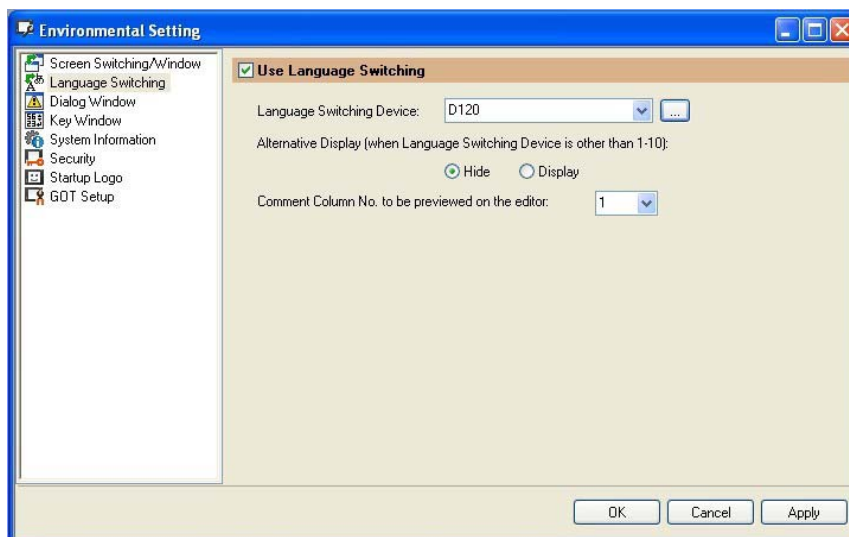 Environmental Setting
Screen Switching/Window
Language Switching
Dialog Window
Key Window
System Information
Security
Startup Logo
GOT Setup
Use Language Switching
Language Switching Device: D120 ...
Alternative Display (when Language Switching Device is other than 1-10):
Hide Display
Comment Column No. to be previewed on the editor: 1
OK Cancel Apply